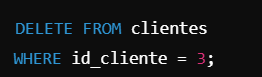 DELETE FROM clientes
WHERE id_cliente = 3;